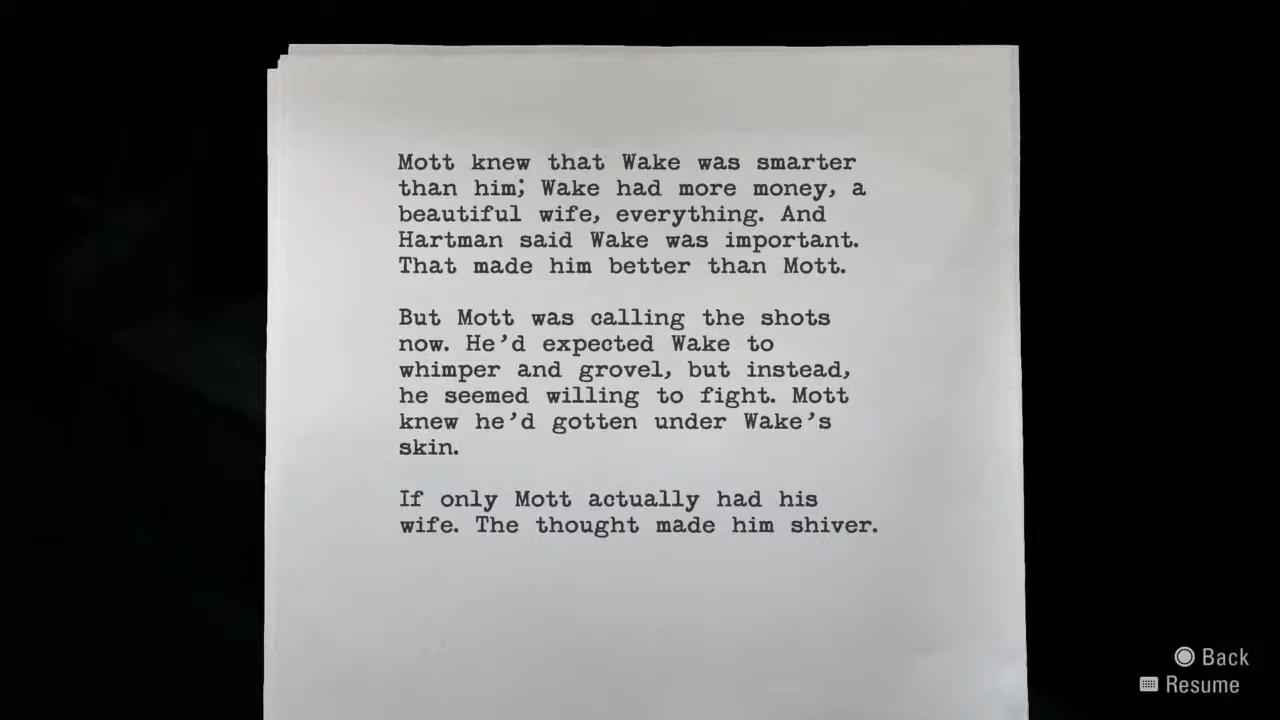 Mott knew that Wake was smarter
than him; Wake had more money, a
beautiful wife, everything. And
Hartman said Wake was important.
That made him better than Mott.
But Mott was calling the shots
now. He’d expected Wake to
whimper and grovel, but instead,
he seemed willing to fight. Mott
knew he’d gotten under Wake’s
skin.
If only Mott actually had his
wife. The thought made him shiver.
Back
Resume